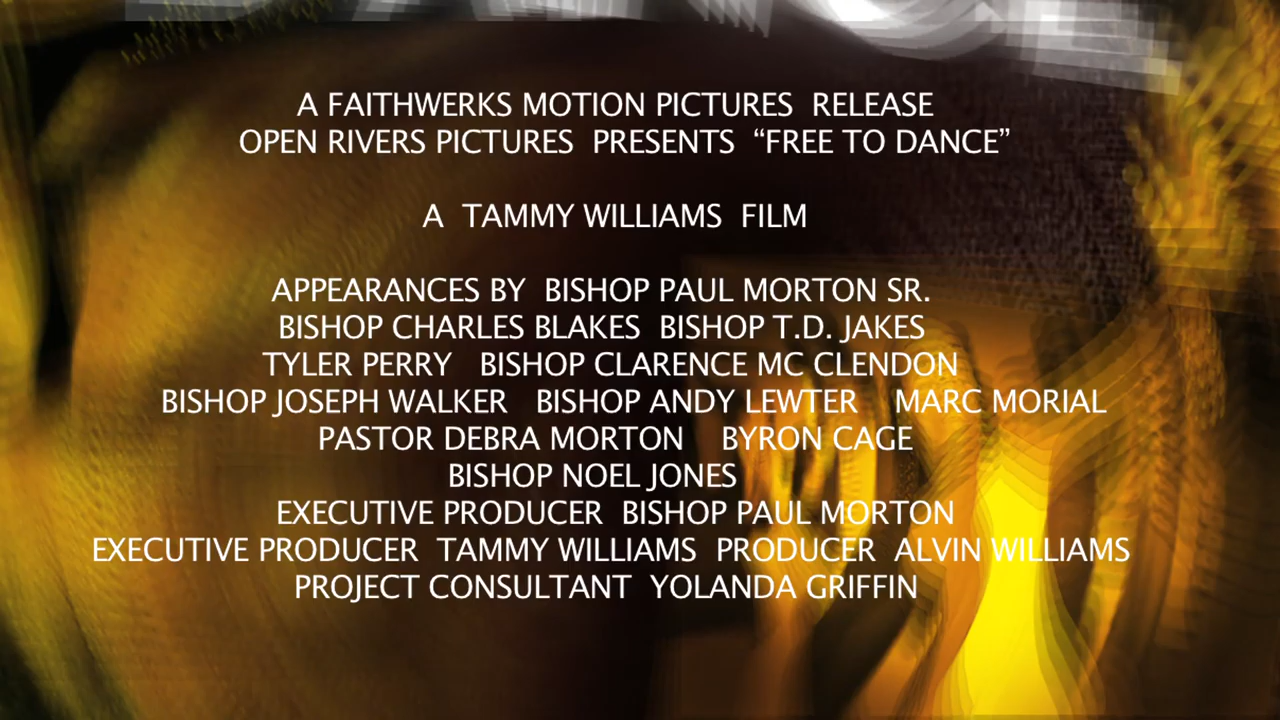 A FAITHWERKS MOTION PICTURES RELEASE
OPEN RIVERS PICTURES PRESENTS “FREE TO DANCE”
A TAMMY WILLIAMS FILM
APPEARANCES BY BISHOP PAUL MORTON SR.
BISHOP CHARLES BLAKES BISHOP T.D. JAKES
TYLER PERRY BISHOP CLARENCE MC CLENDON
BISHOP JOSEPH WALKER BISHOP ANDY LEWTER MARC MORIAL
PASTOR DEBRA MORTON BYRON CAGE
BISHOP NOEL JONES
EXECUTIVE PRODUCER BISHOP PAUL MORTON
EXECUTIVE PRODUCER TAMMY WILLIAMS PRODUCER ALVIN WILLIAMS
PROJECT CONSULTANT YOLANDA GRIFFIN